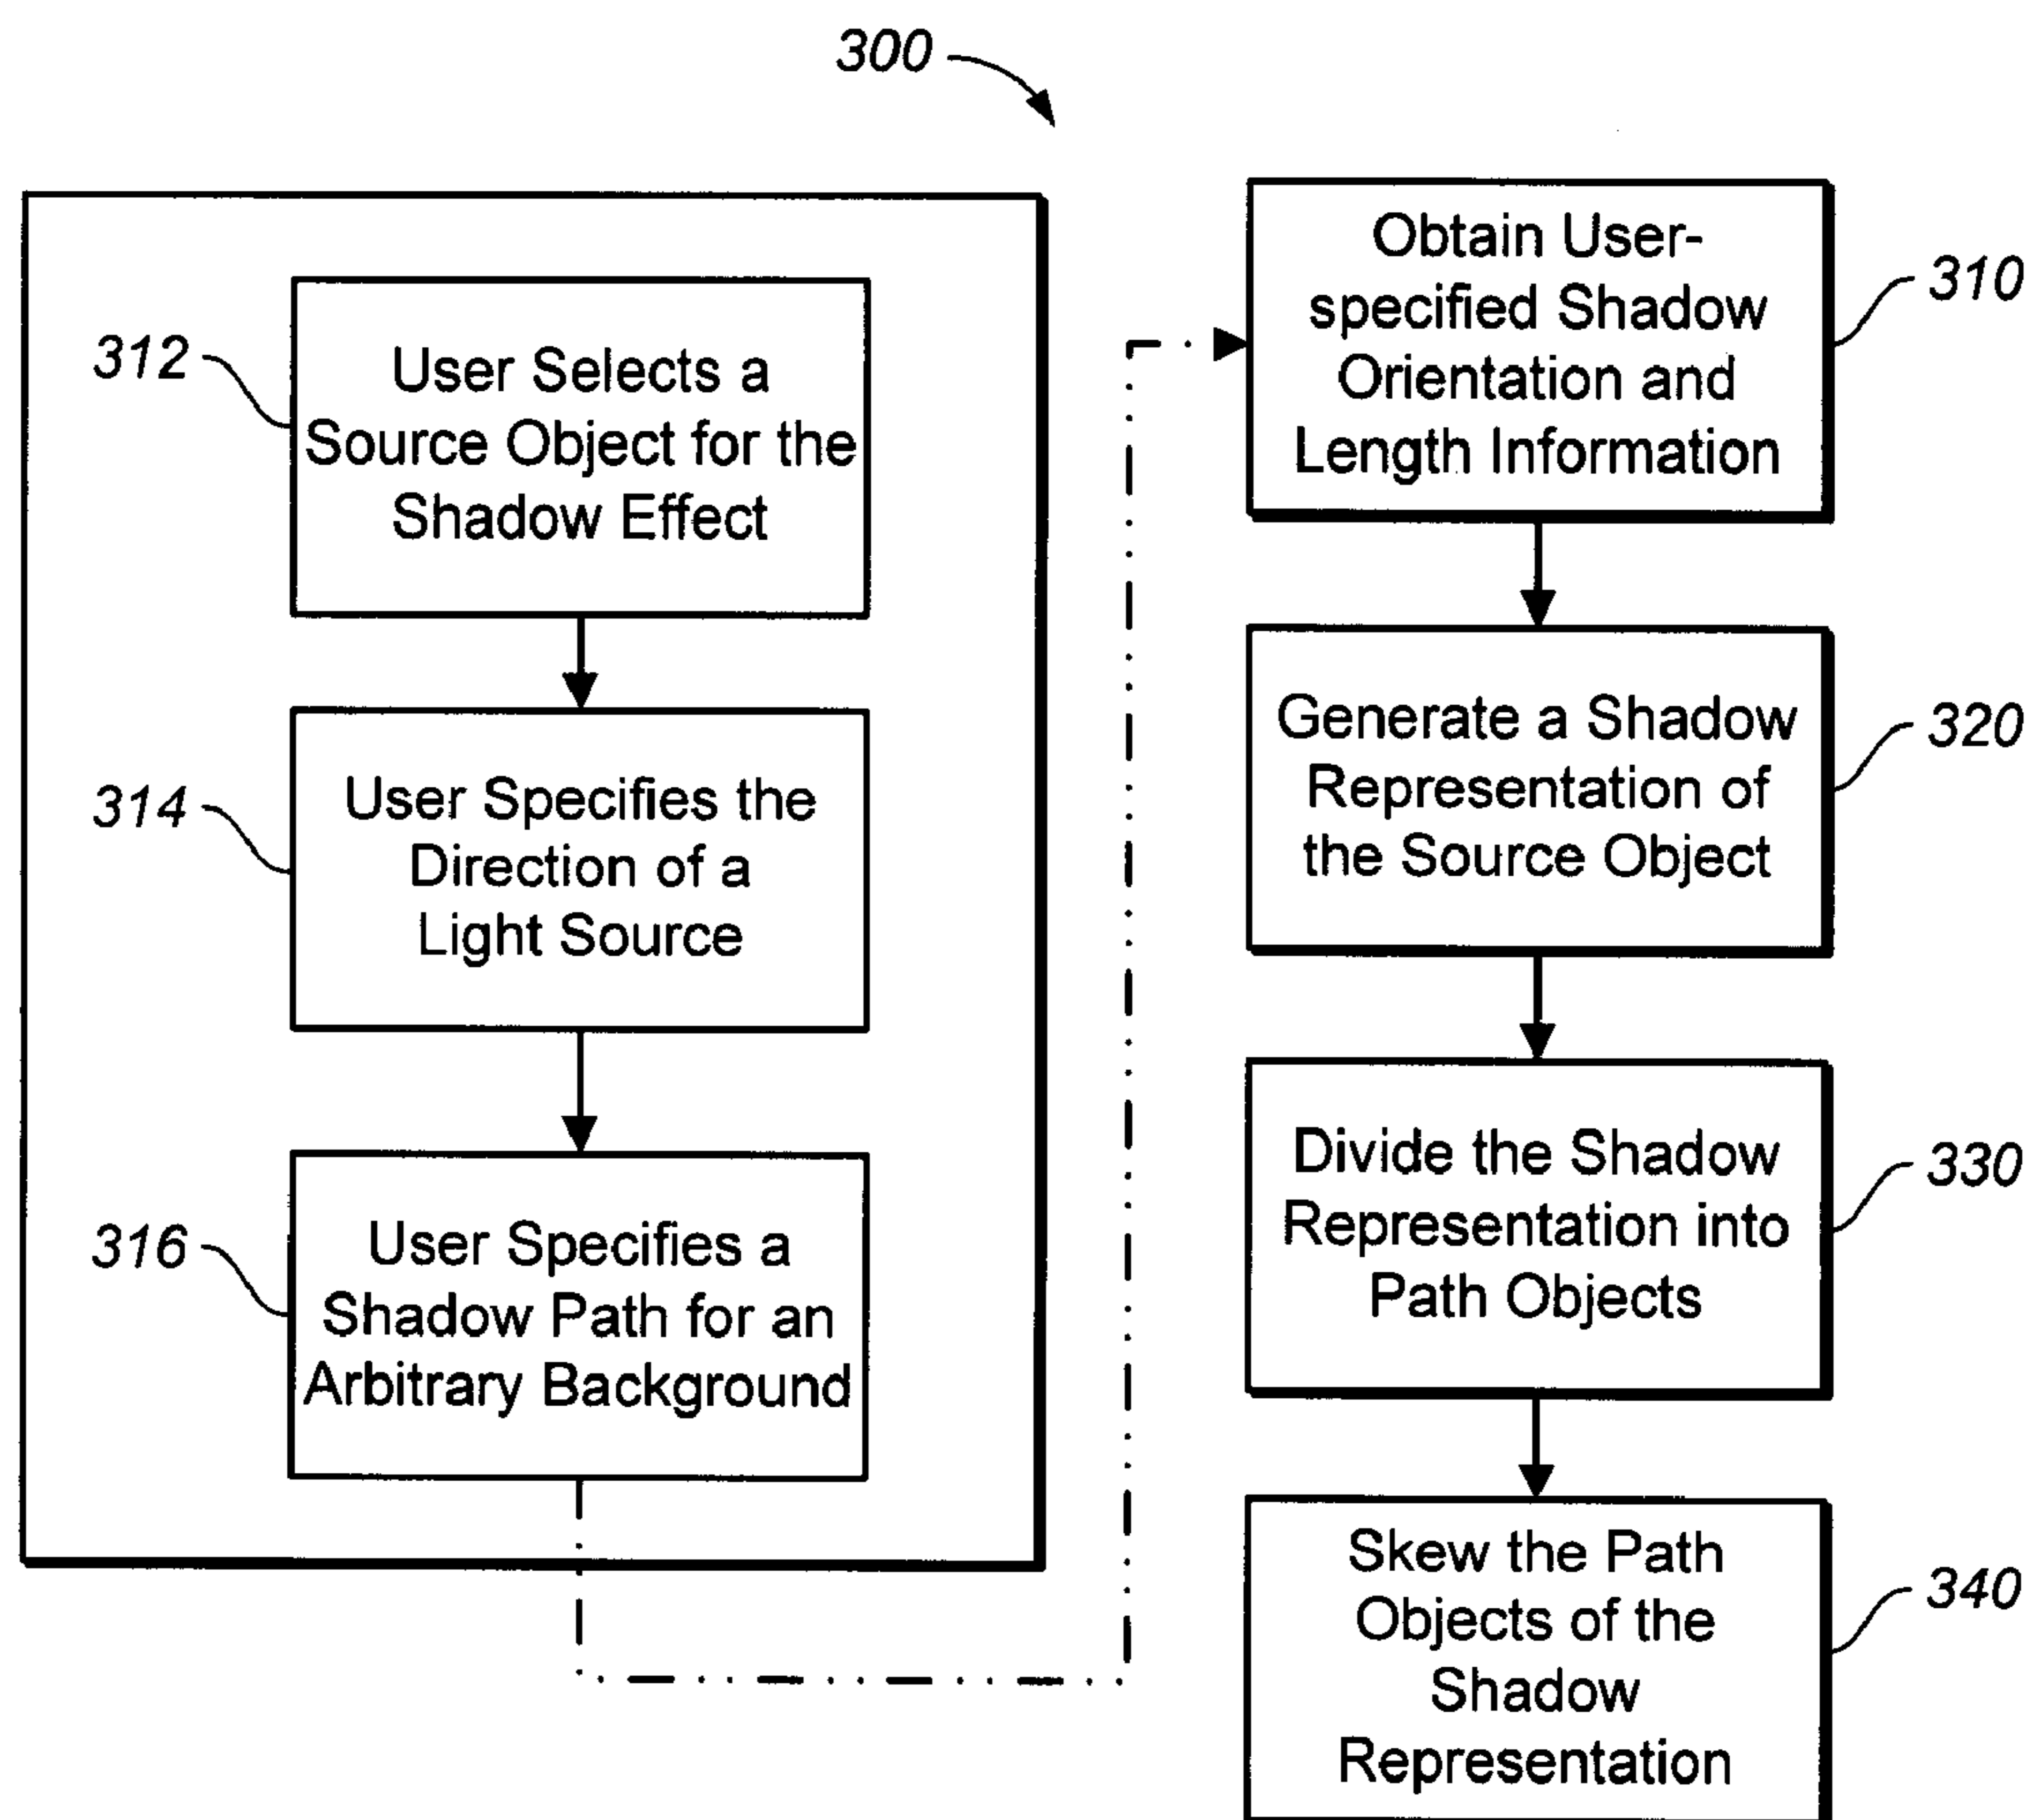 300
312
User Selects a
Source Object for the
Shadow Effect
314
User Specifies the
Direction of a
Light Source
316
User Specifies a
Shadow Path for an
Arbitrary Background
Obtain User-
specified Shadow
Orientation and
Length Information
310
Generate a Shadow
Representation of
the Source Object
320
Divide the Shadow
Representation into
Path Objects
330
Skew the Path
Objects of the
Shadow
Representation
340